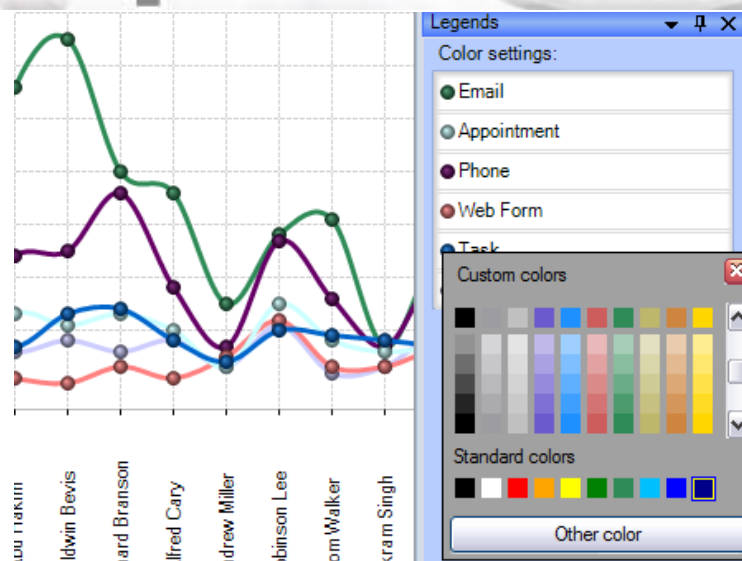 Legends
Color settings:
Email
Appointment
Phone
Web Form
Task
Custom colors
Standard colors
Other color
ldwin Bevis
ard Branson
lfred Cary
drew Miller
binson Lee
om Walker
kram Singh